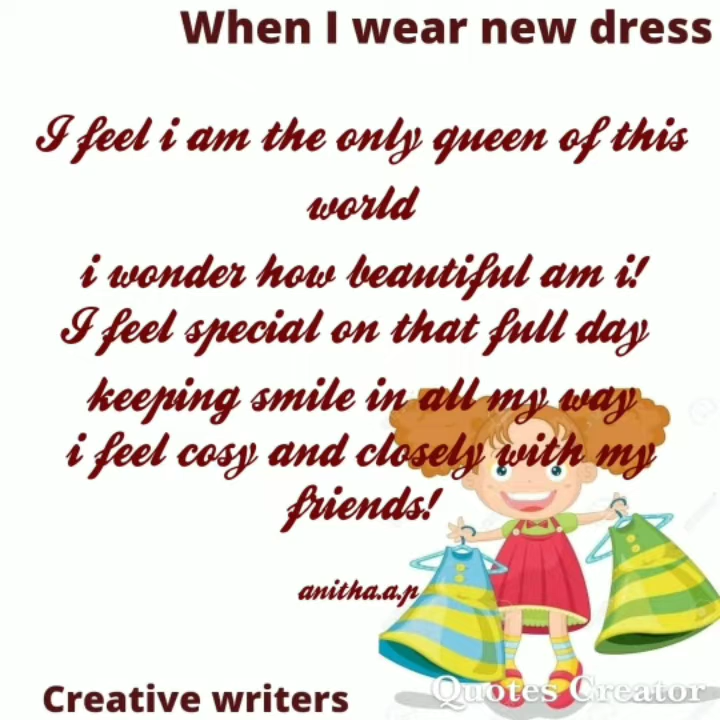 When I wear new dress
I feel i am the only queen of this
world
i wonder how beautiful am i!
I feel special on that full day
keeping smile in all my way
i feel cosy and closely with my
friends!
anitha.a.p
Creative writers
Quotes Creator